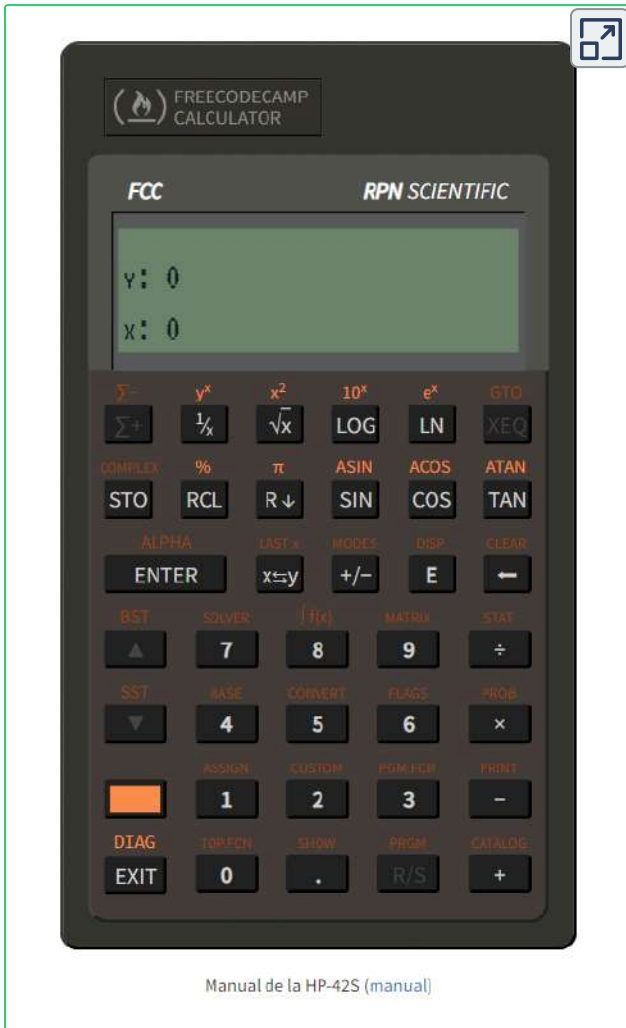 FREECODECAMP
CALCULATOR
FCC RPN SCIENTIFIC
Y: 0
X: 0
Σ- yˣ x² 10ˣ eˣ GTO
Σ+ ¹/ₓ √x LOG LN XEQ
COMPLEX % π ASIN ACOS ATAN
STO RCL R↓ SIN COS TAN
ALPHA LAST x MODES DISP CLEAR
ENTER x⇆y +/- E ←
BST SOLVER ∫f(x) MATRIX STAT
▲ 7 8 9 ÷
SST BASE CONVERT FLAGS PROB
▼ 4 5 6 ×
ASSIGN CUSTOM PGM.FCN PRINT
1 2 3 -
DIAG TOP.FCN SHOW PRGM CATALOG
EXIT 0 . R/S +
Manual de la HP-42S (manual)